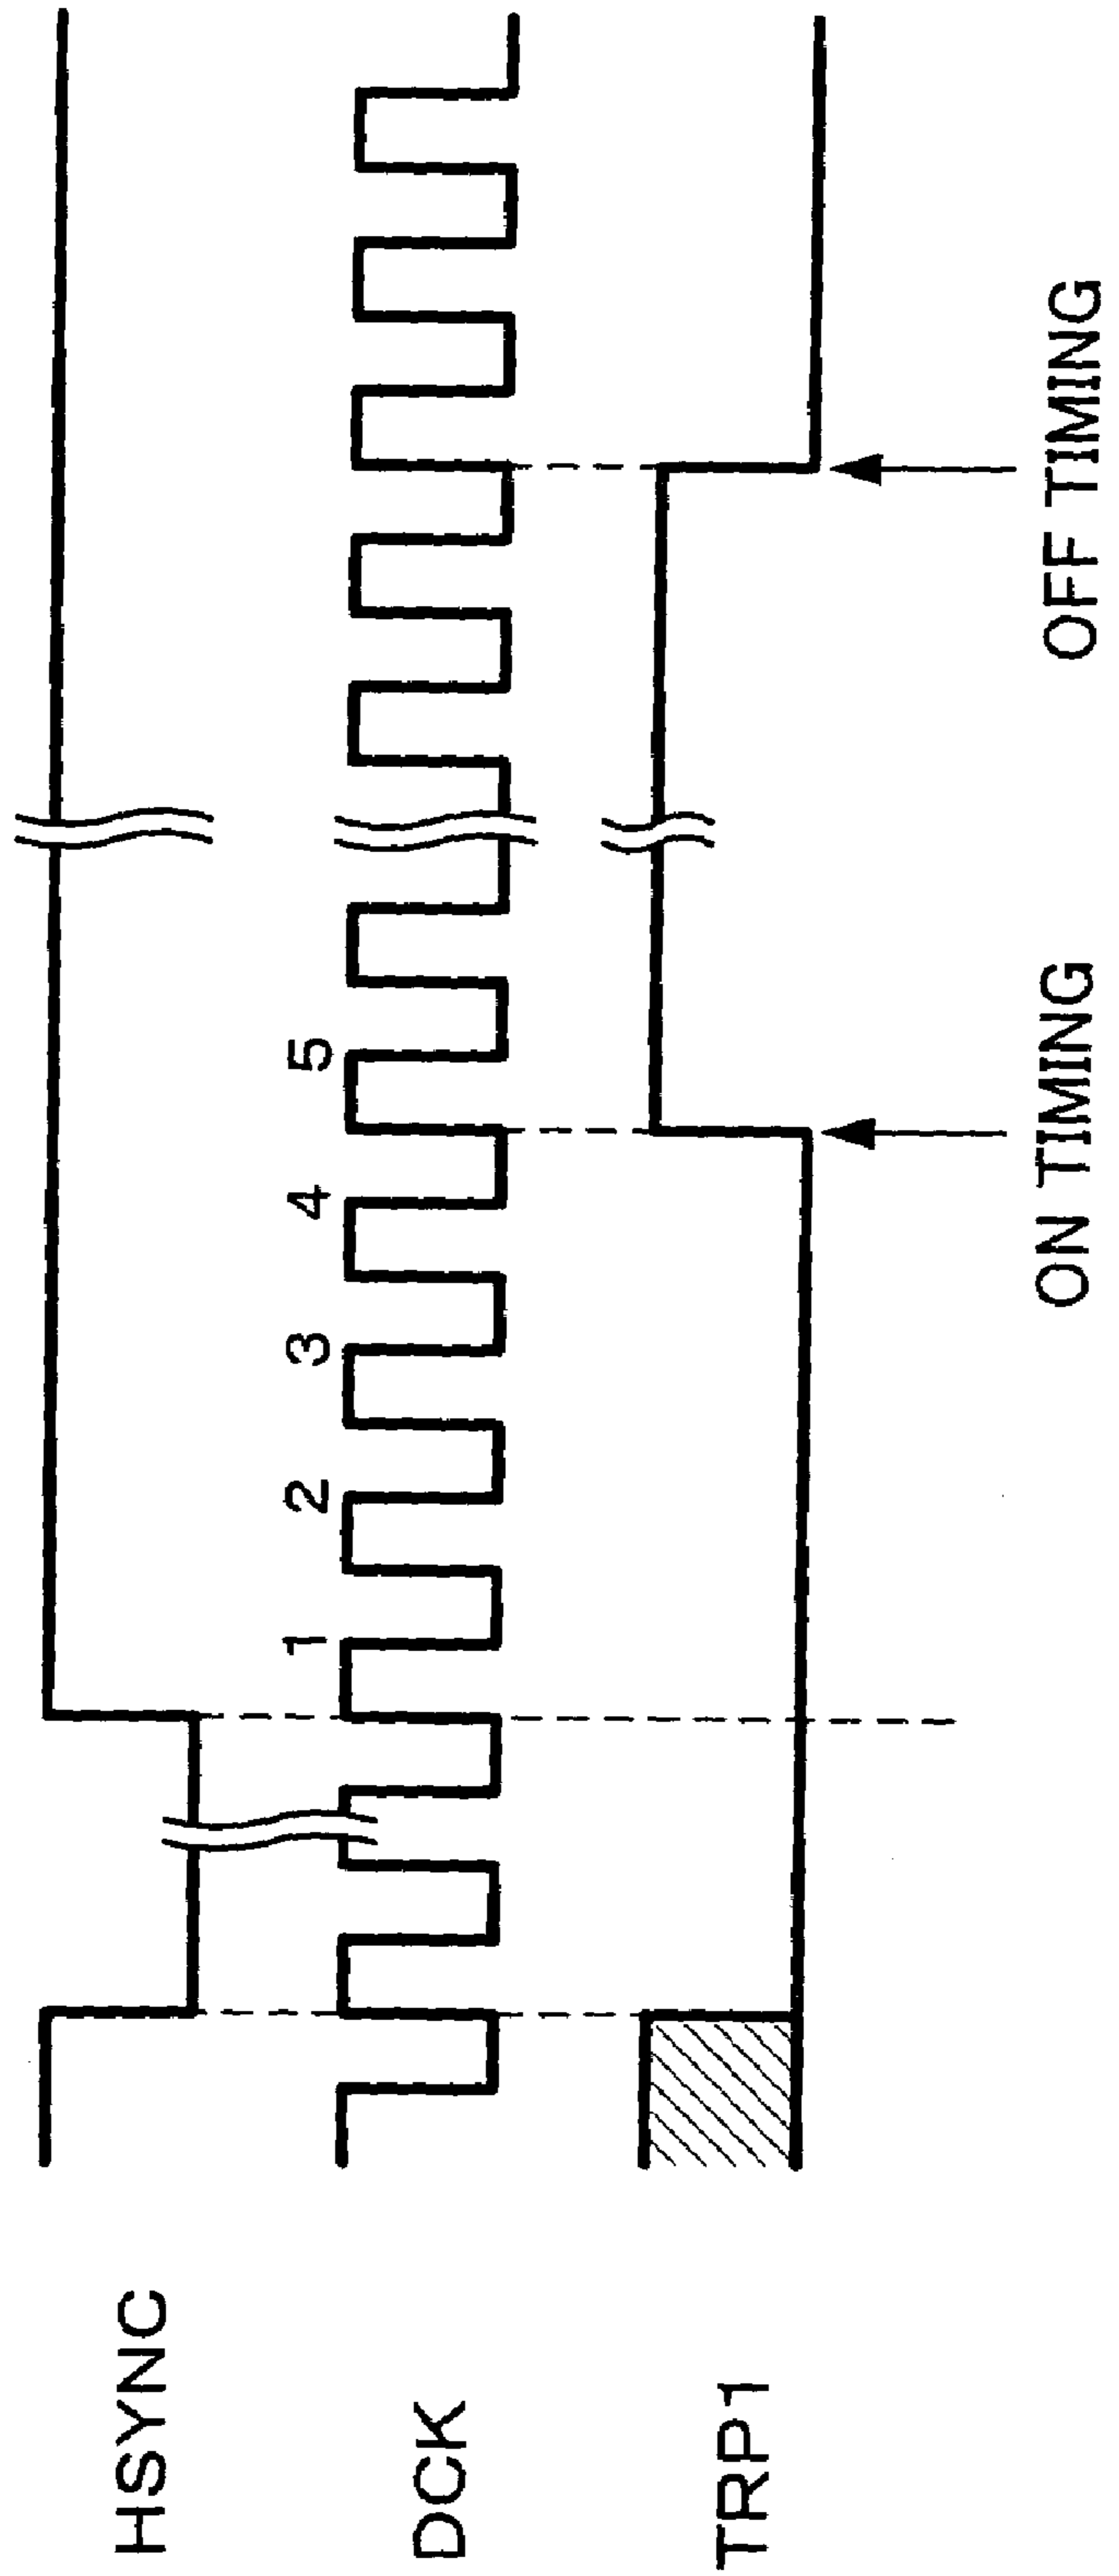 HSYNC
DCK
1 2 3 4 5
TRP1
ON TIMING
OFF TIMING